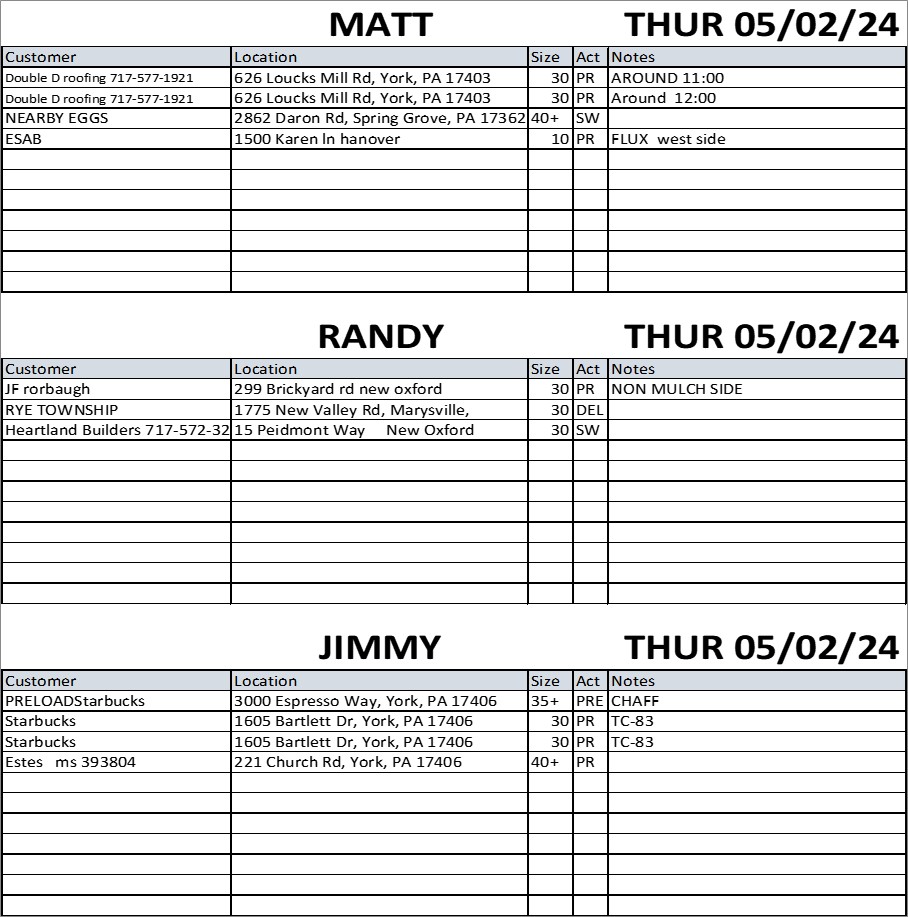 MATT THUR 05/02/24
Customer Location Size Act Notes
Double D roofing 717-577-1921 626 Loucks Mill Rd, York, PA 17403 30 PR AROUND 11:00
Double D roofing 717-577-1921 626 Loucks Mill Rd, York, PA 17403 30 PR Around 12:00
NEARBY EGGS 2862 Daron Rd, Spring Grove, PA 17362 40+ SW
ESAB 1500 Karen ln hanover 10 PR FLUX west side
RANDY THUR 05/02/24
Customer Location Size Act Notes
JF rorbaugh 299 Brickyard rd new oxford 30 PR NON MULCH SIDE
RYE TOWNSHIP 1775 New Valley Rd, Marysville, 30 DEL
Heartland Builders 717-572-32 15 Peidmont Way New Oxford 30 SW
JIMMY THUR 05/02/24
Customer Location Size Act Notes
PRELOADStarbucks 3000 Espresso Way, York, PA 17406 35+ PRE CHAFF
Starbucks 1605 Bartlett Dr, York, PA 17406 30 PR TC-83
Starbucks 1605 Bartlett Dr, York, PA 17406 30 PR TC-83
Estes ms 393804 221 Church Rd, York, PA 17406 40+ PR